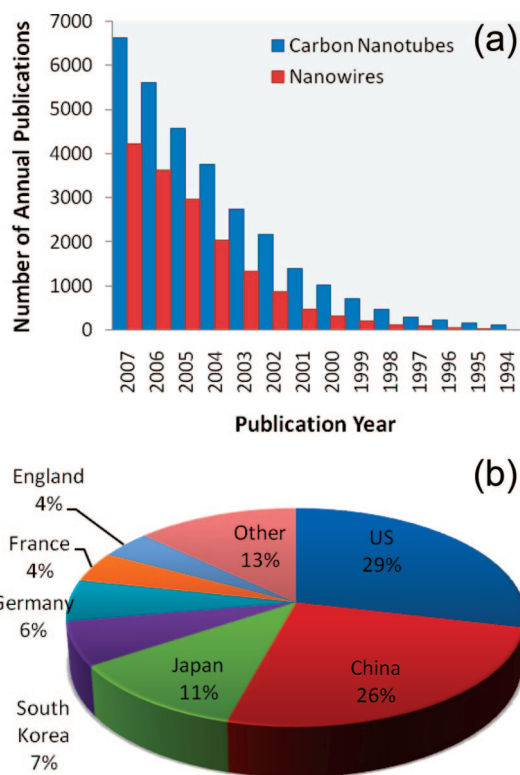 (a)
7000
6000
5000
4000
3000
2000
1000
0
Number of Annual Publications
Carbon Nanotubes
Nanowires
2007
2006
2005
2004
2003
2002
2001
2000
1999
1998
1997
1996
1995
1994
Publication Year
(b)
England
4%
France
4%
Germany
6%
South
Korea
7%
Japan
11%
China
26%
US
29%
Other
13%